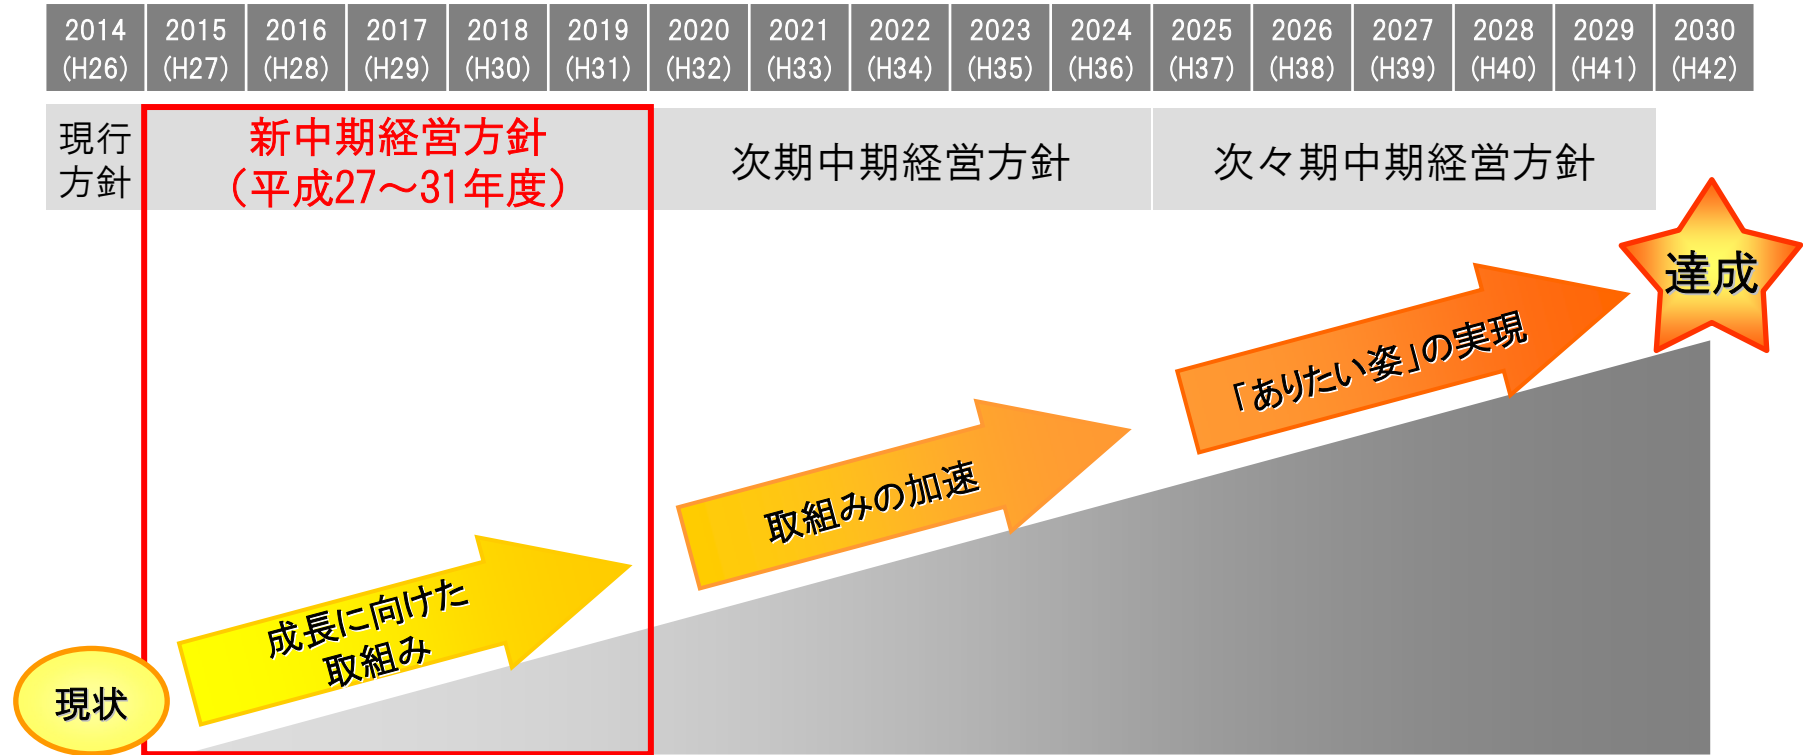 2014 2015 2016 2017 2018 2019 2020 2021 2022 2023 2024 2025 2026 2027 2028 2029 2030
(H26) (H27) (H28) (H29) (H30) (H31) (H32) (H33) (H34) (H35) (H36) (H37) (H38) (H39) (H40) (H41) (H42)
現行
方針
新中期経営方針
（平成27～31年度）
次期中期経営方針
次々期中期経営方針
達成
「ありたい姿」の実現
取組みの加速
成長に向けた
取組み
現状